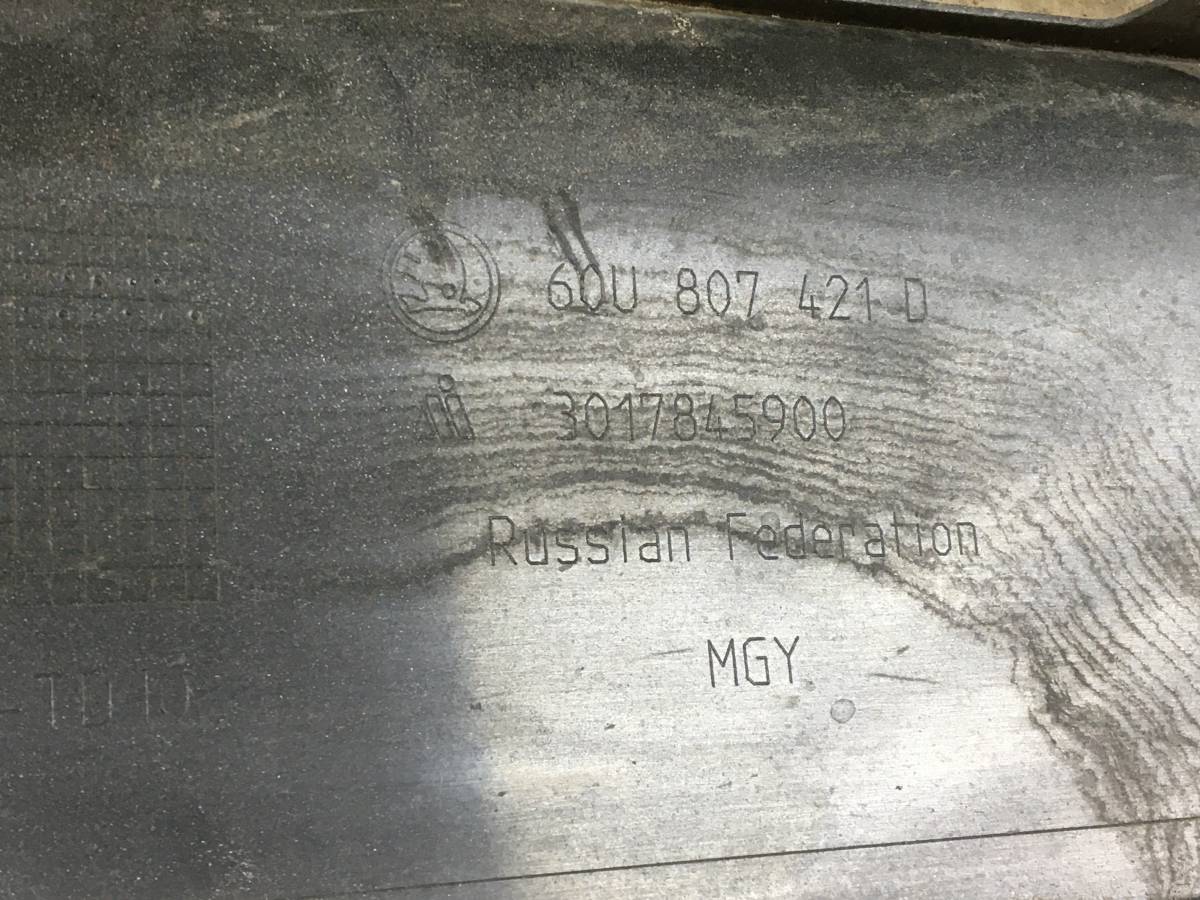 60U 807 421 D
3017845900
Russian Federation
MGY